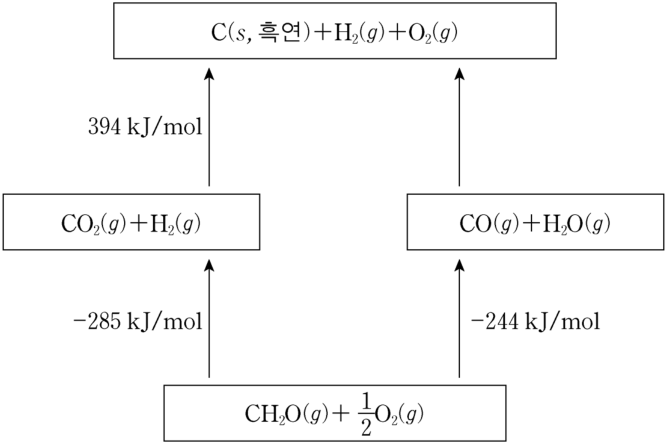 C(s, 흑연)+H₂(g)+O₂(g)
394 kJ/mol
CO₂(g)+H₂(g)
CO(g)+H₂O(g)
-285 kJ/mol
-244 kJ/mol
CH₂O(g)+1/2O₂(g)